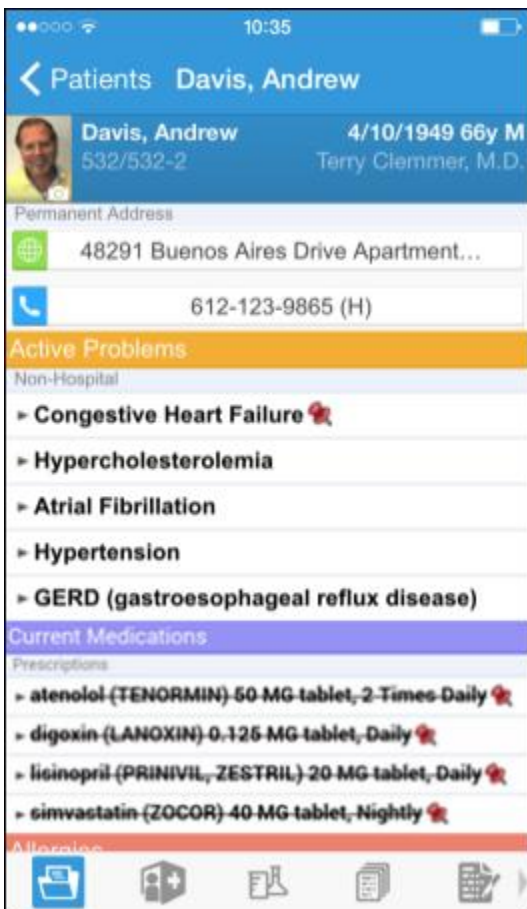 10:35
Patients Davis, Andrew
Davis, Andrew 4/10/1949 66y M
532/532-2 Terry Clemmer, M.D.
Permanent Address
48291 Buenos Aires Drive Apartment...
612-123-9865 (H)
Active Problems
Non-Hospital
Congestive Heart Failure
Hypercholesterolemia
Atrial Fibrillation
Hypertension
GERD (gastroesophageal reflux disease)
Current Medications
Prescriptions
atenolol (TENORMIN) 50 MG tablet, 2 Times Daily
digoxin (LANOXIN) 0.125 MG tablet, Daily
lisinopril (PRINIVIL, ZESTRIL) 20 MG tablet, Daily
simvastatin (ZOCOR) 40 MG tablet, Nightly
Allergies